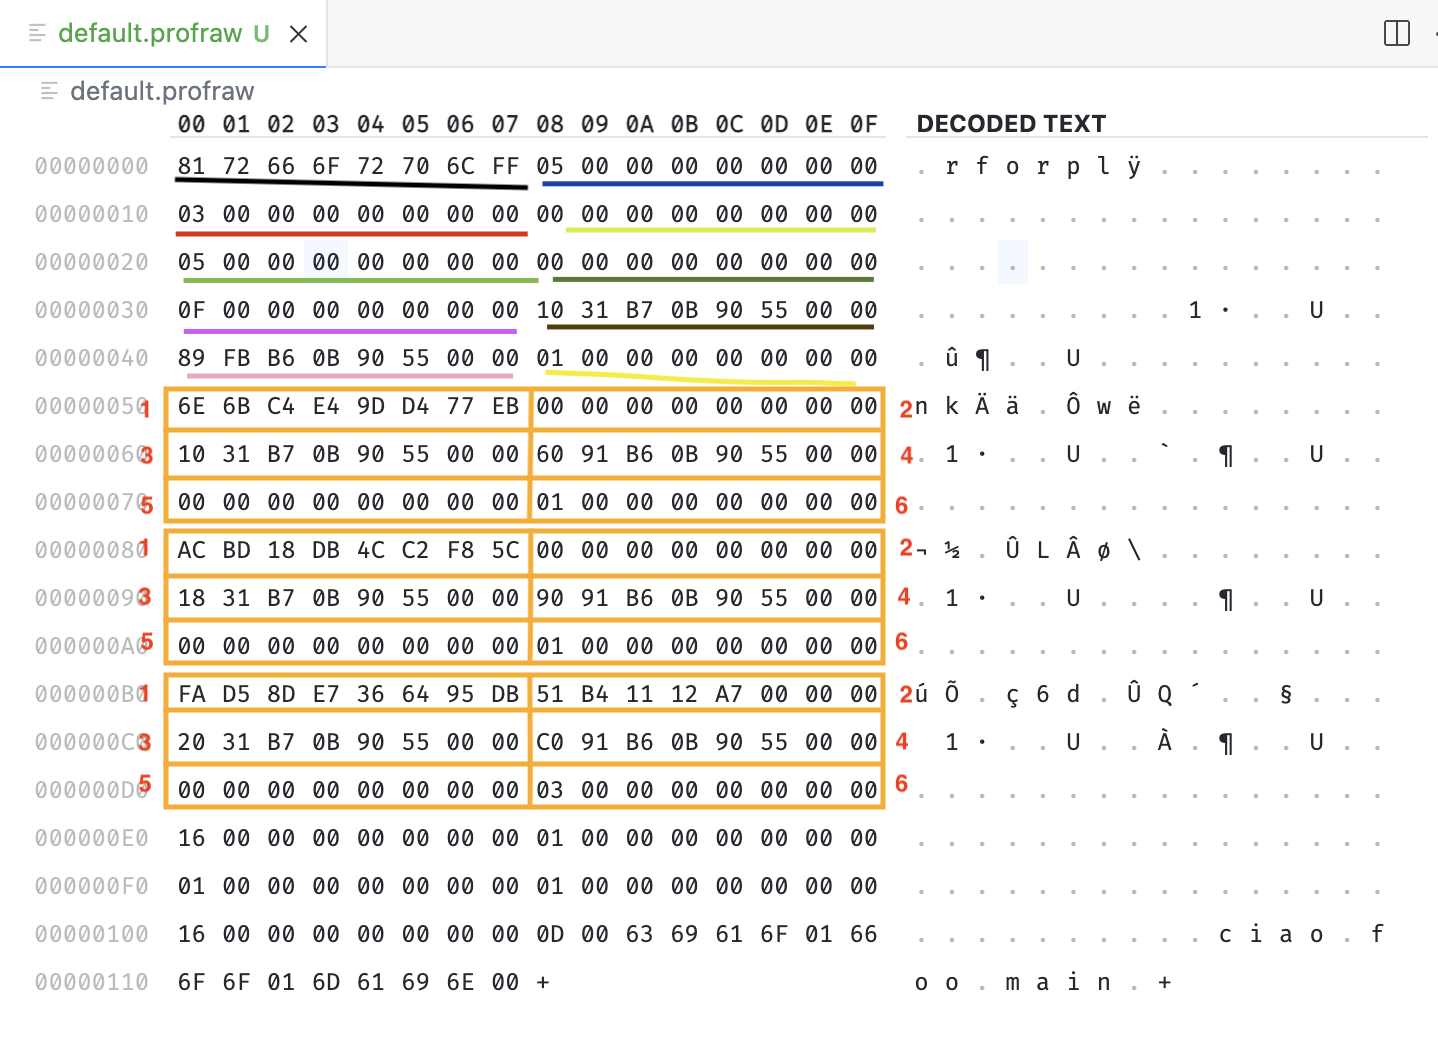 default.profraw U
default.profraw
00 01 02 03 04 05 06 07 08 09 0A 0B 0C 0D 0E 0F DECODED TEXT
00000000 81 72 66 6F 72 70 6C FF 05 00 00 00 00 00 00 00 . r f o r p l ÿ . . . . . . . .
00000010 03 00 00 00 00 00 00 00 00 00 00 00 00 00 00 00 . . . . . . . . . . . . . . . .
00000020 05 00 00 00 00 00 00 00 00 00 00 00 00 00 00 00 . . . . . . . . . . . . . . . .
00000030 0F 00 00 00 00 00 00 00 10 31 B7 0B 90 55 00 00 . . . . . . . . . 1 · . . U . .
00000040 89 FB B6 0B 90 55 00 00 01 00 00 00 00 00 00 00 . û ¶ . . U . . . . . . . . . .
00000050 1 6E 6B C4 E4 9D D4 77 EB 00 00 00 00 00 00 00 00 2 n k Ä ä . Ô w ë . . . . . . . .
00000060 3 10 31 B7 0B 90 55 00 00 60 91 B6 0B 90 55 00 00 4 . 1 · . . U . . ` . ¶ . . U . .
00000070 5 00 00 00 00 00 00 00 00 01 00 00 00 00 00 00 00 6 . . . . . . . . . . . . . . . .
00000080 1 AC BD 18 DB 4C C2 F8 5C 00 00 00 00 00 00 00 00 2 ¬ ½ . Û L Â ø \ . . . . . . . .
00000090 3 18 31 B7 0B 90 55 00 00 90 91 B6 0B 90 55 00 00 4 . 1 · . . U . . . . ¶ . . U . .
000000A0 5 00 00 00 00 00 00 00 00 01 00 00 00 00 00 00 00 6 . . . . . . . . . . . . . . . .
000000B0 1 FA D5 8D E7 36 64 95 DB 51 B4 11 12 A7 00 00 00 2 ú Õ . ç 6 d . Û Q ´ . . § . . .
000000C0 3 20 31 B7 0B 90 55 00 00 C0 91 B6 0B 90 55 00 00 4 1 · . . U . . À . ¶ . . U . .
000000D0 5 00 00 00 00 00 00 00 00 03 00 00 00 00 00 00 00 6 . . . . . . . . . . . . . . . .
000000E0 16 00 00 00 00 00 00 00 01 00 00 00 00 00 00 00 . . . . . . . . . . . . . . . .
000000F0 01 00 00 00 00 00 00 00 01 00 00 00 00 00 00 00 . . . . . . . . . . . . . . . .
00000100 16 00 00 00 00 00 00 00 0D 00 63 69 61 6F 01 66 . . . . . . . . . . c i a o . f
00000110 6F 6F 01 6D 61 69 6E 00 + o o . m a i n . +